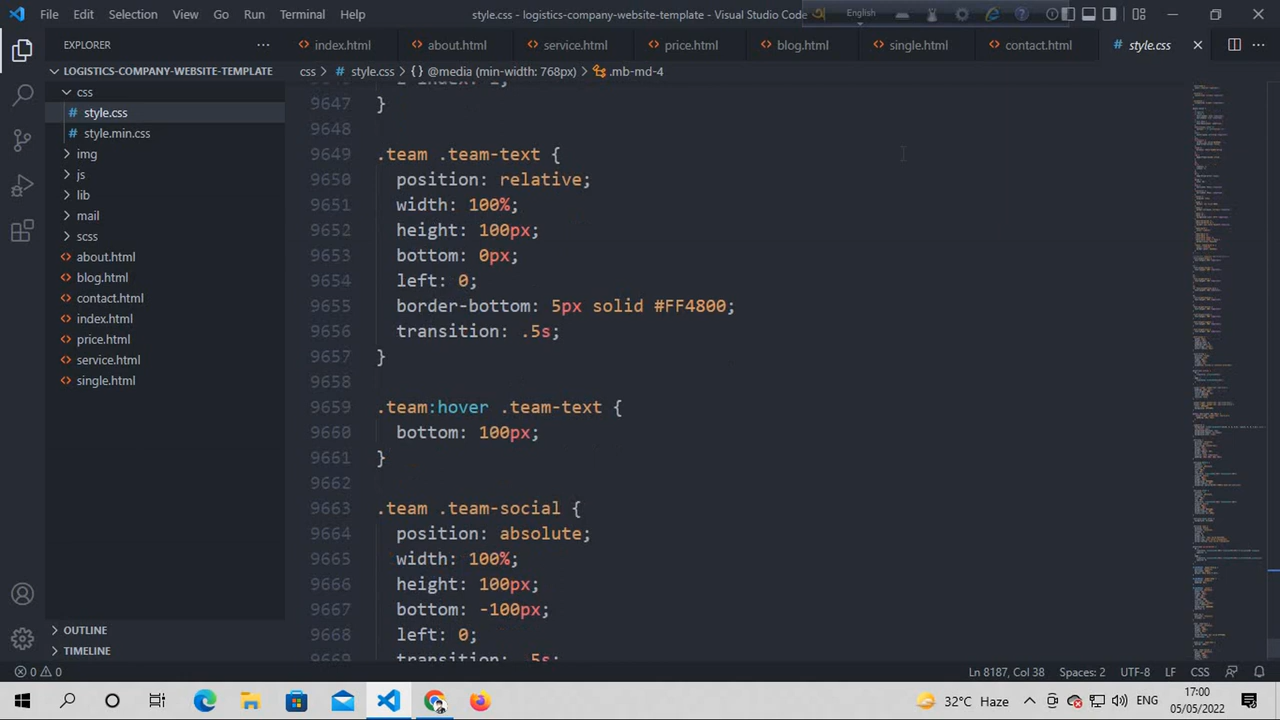 File Edit Selection View Go Run Terminal Help
style.css - logistics-company-website-template - Visual Studio Code
English
EXPLORER
index.html about.html service.html price.html blog.html single.html contact.html style.css
LOGISTICS-COMPANY-WEBSITE-TEMPLATE
css > style.css > {} @media (min-width: 768px) > .mb-md-4
css
style.css
style.min.css
img
js
lib
mail
scss
about.html
blog.html
contact.html
index.html
price.html
service.html
single.html
OUTLINE
TIMELINE
9647 }
9648
9649 .team .team-text {
9650 position: relative;
9651 width: 100%;
9652 height: 100px;
9653 bottom: 0px;
9654 left: 0;
9655 border-bottom: 5px solid #FF4800;
9656 transition: .5s;
9657 }
9658
9659 .team:hover .team-text {
9660 bottom: 100px;
9661 }
9662
9663 .team .team-social {
9664 position: absolute;
9665 width: 100%;
9666 height: 100px;
9667 bottom: -100px;
9668 left: 0;
9669 transition: .5s;
0 0
Ln 8187, Col 38 Spaces: 2 UTF-8 LF CSS
32°C Haze
ENG
17:00
05/05/2022